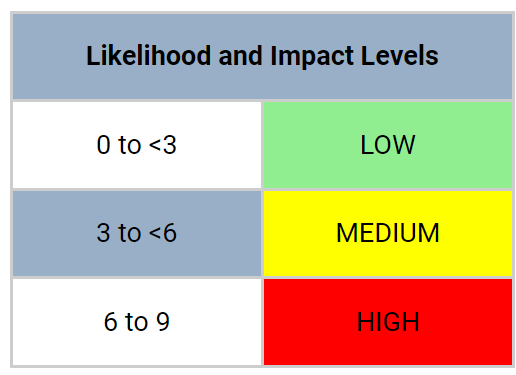 Likelihood and Impact Levels
0 to <3 LOW
3 to <6 MEDIUM
6 to 9 HIGH